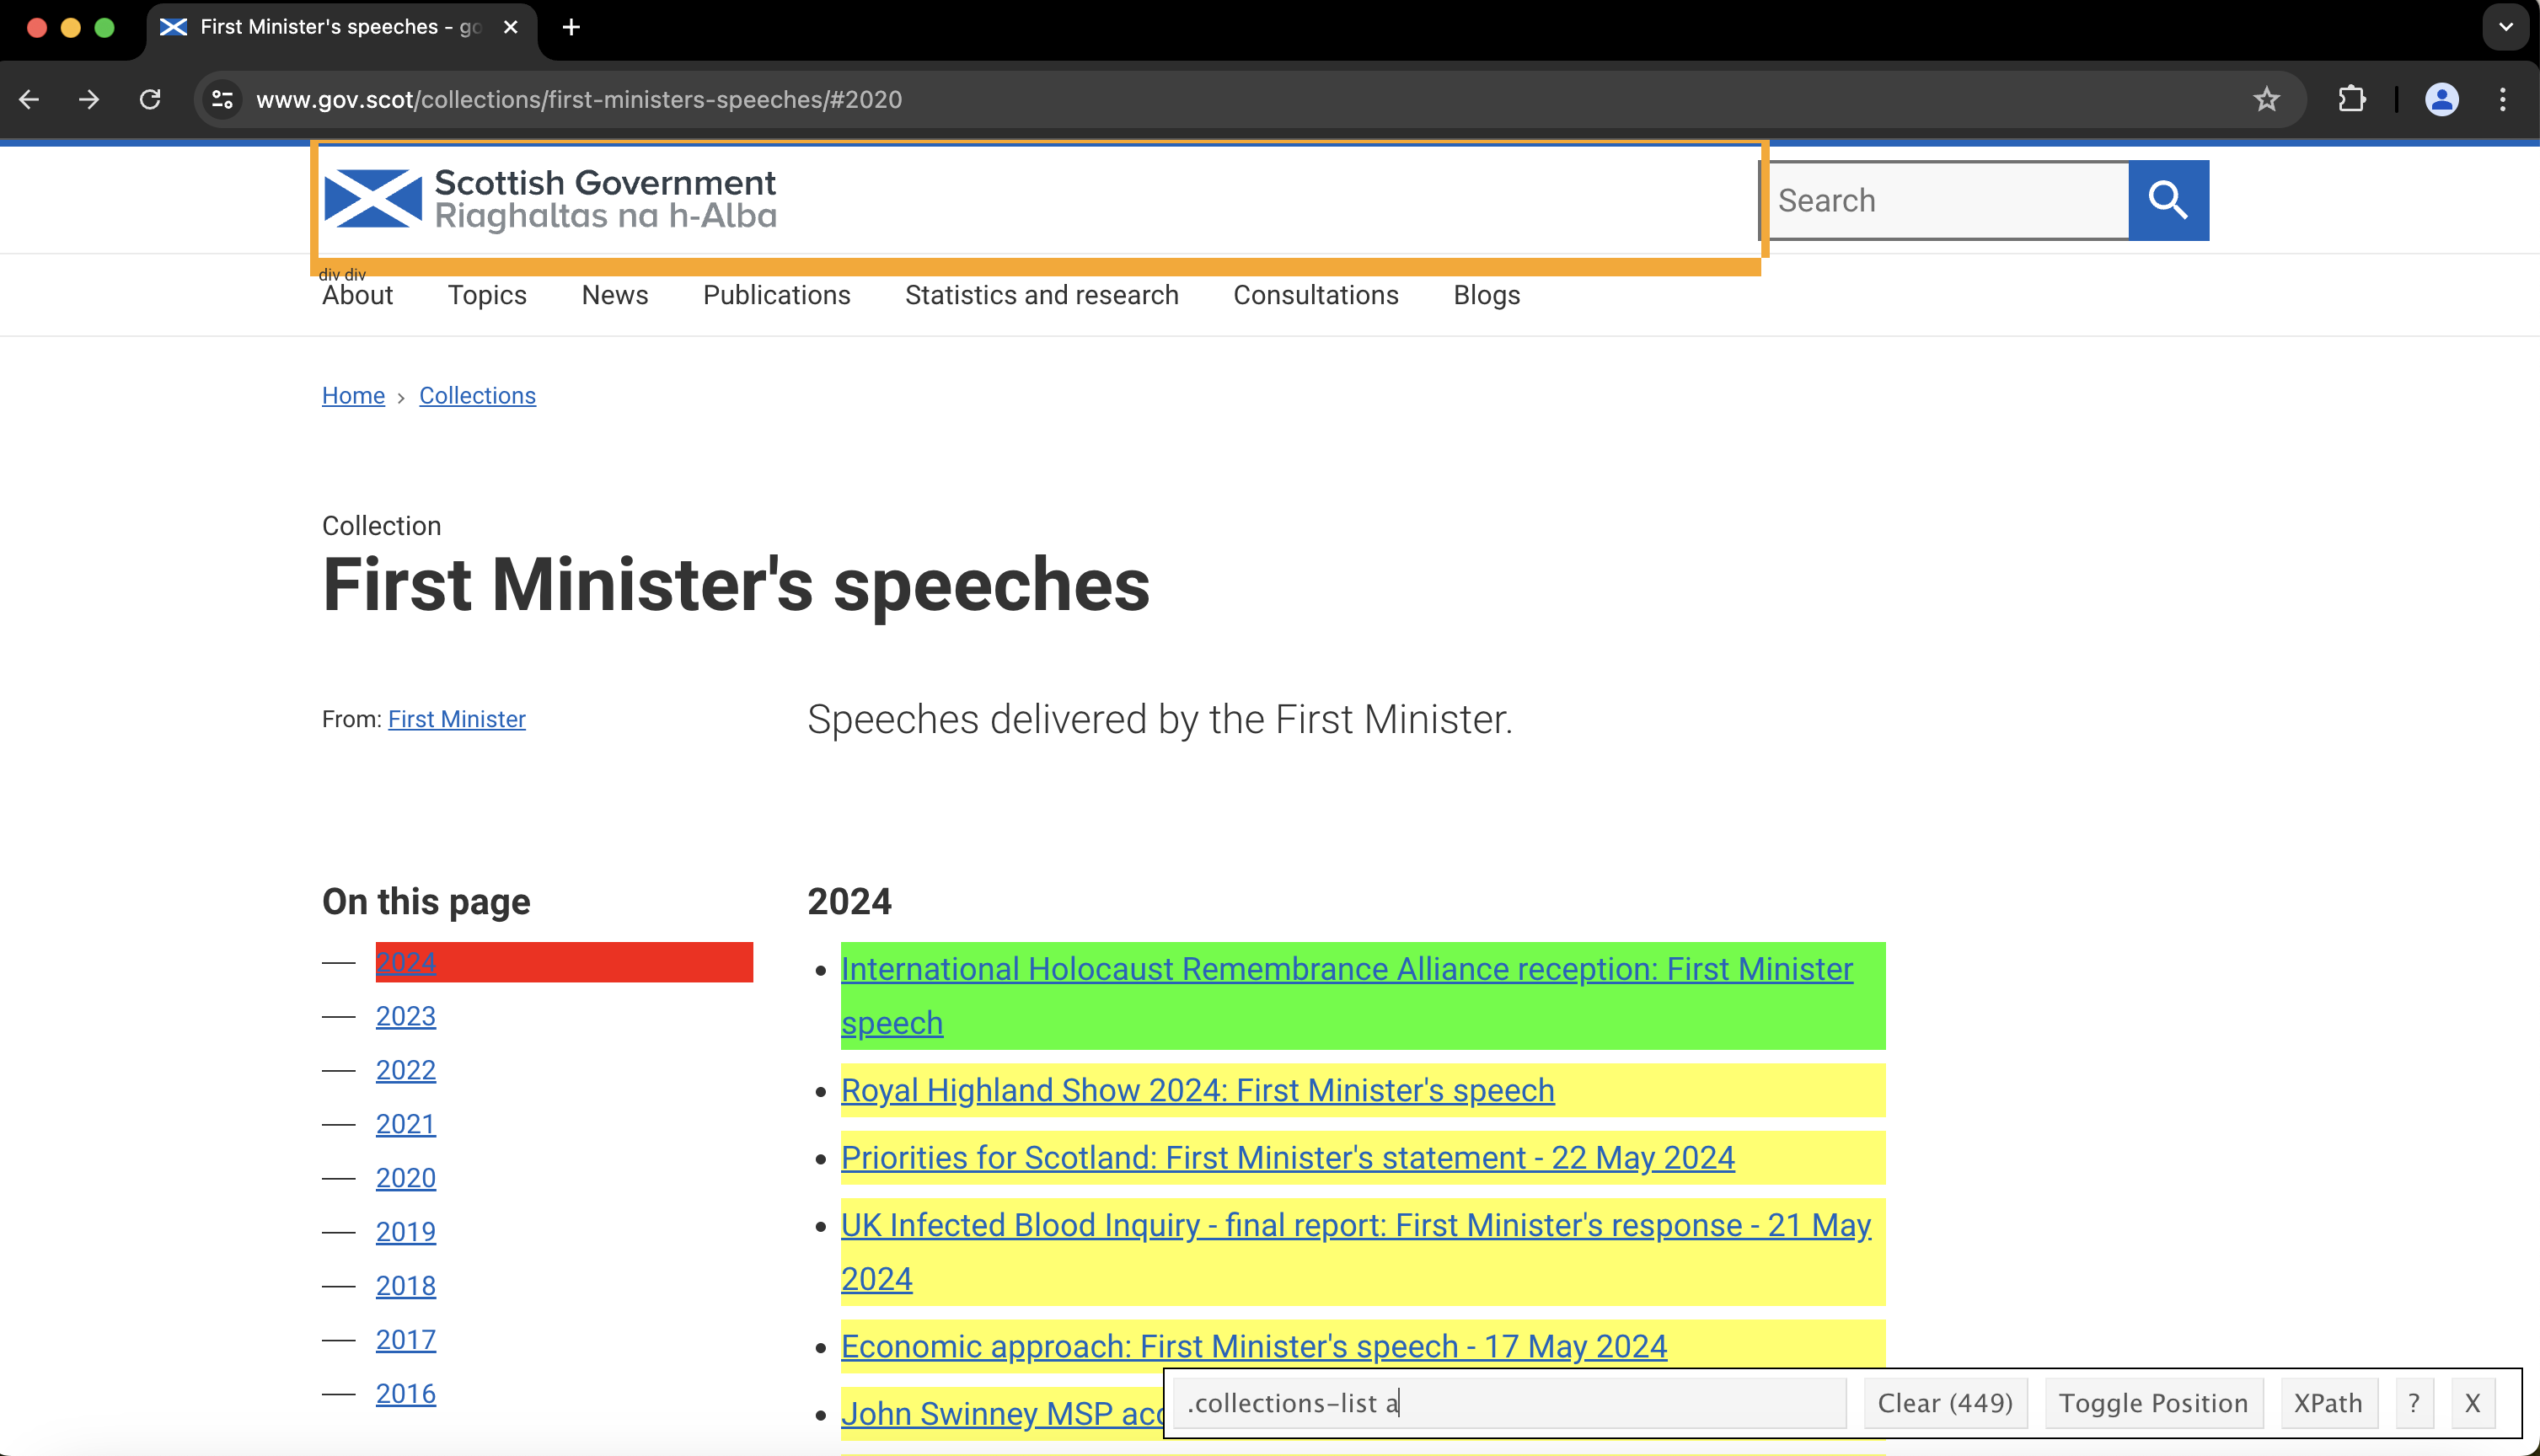 First Minister's speeches - go
www.gov.scot/collections/first-ministers-speeches/#2020
Scottish Government
Riaghaltas na h-Alba
Search
div div
About Topics News Publications Statistics and research Consultations Blogs
Home › Collections
Collection
First Minister's speeches
From: First Minister
Speeches delivered by the First Minister.
On this page
2024
2023
2022
2021
2020
2019
2018
2017
2016
2024
International Holocaust Remembrance Alliance reception: First Minister
speech
Royal Highland Show 2024: First Minister's speech
Priorities for Scotland: First Minister's statement - 22 May 2024
UK Infected Blood Inquiry - final report: First Minister's response - 21 May
2024
Economic approach: First Minister's speech - 17 May 2024
John Swinney MSP
.collections-list a Clear (449) Toggle Position XPath ? X